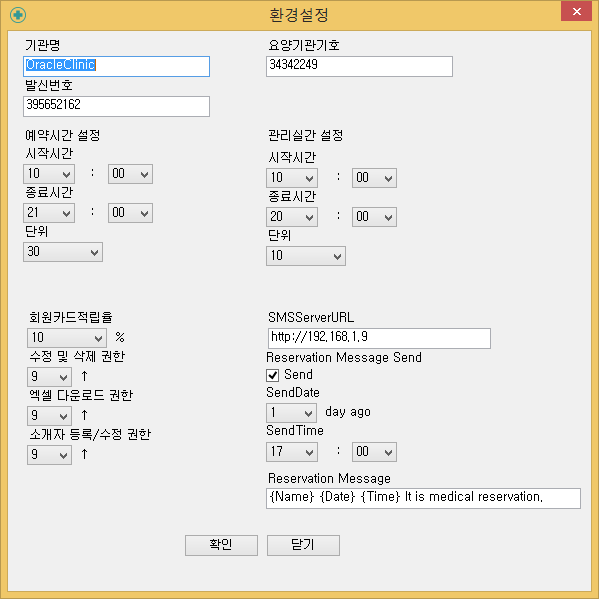 환경설정
기관명
OracleClinic
요양기관기호
34342249
발신번호
395652162
예약시간 설정
시작시간
10 : 00
종료시간
21 : 00
단위
30
관리실간 설정
시작시간
10 : 00
종료시간
20 : 00
단위
10
회원카드적립율
10 %
수정 및 삭제 권한
9 ↑
엑셀 다운로드 권한
9 ↑
소개자 등록/수정 권한
9 ↑
SMSServerURL
http://192.168.1.9
Reservation Message Send
Send
SendDate
1 day ago
SendTime
17 : 00
Reservation Message
{Name} {Date} {Time} It is medical reservation.
확인 닫기